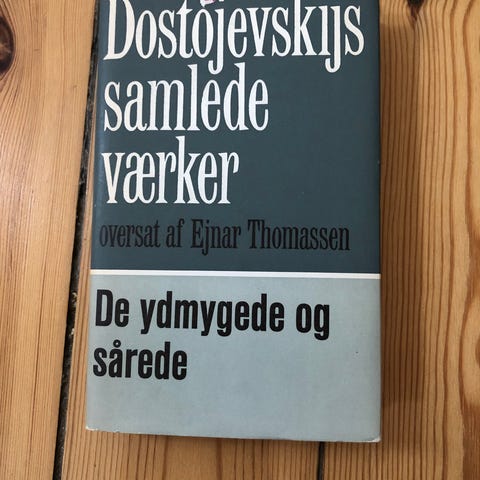 Dostojevskijs
samlede
værker
oversat af Ejnar Thomassen
De ydmygede og
sårede